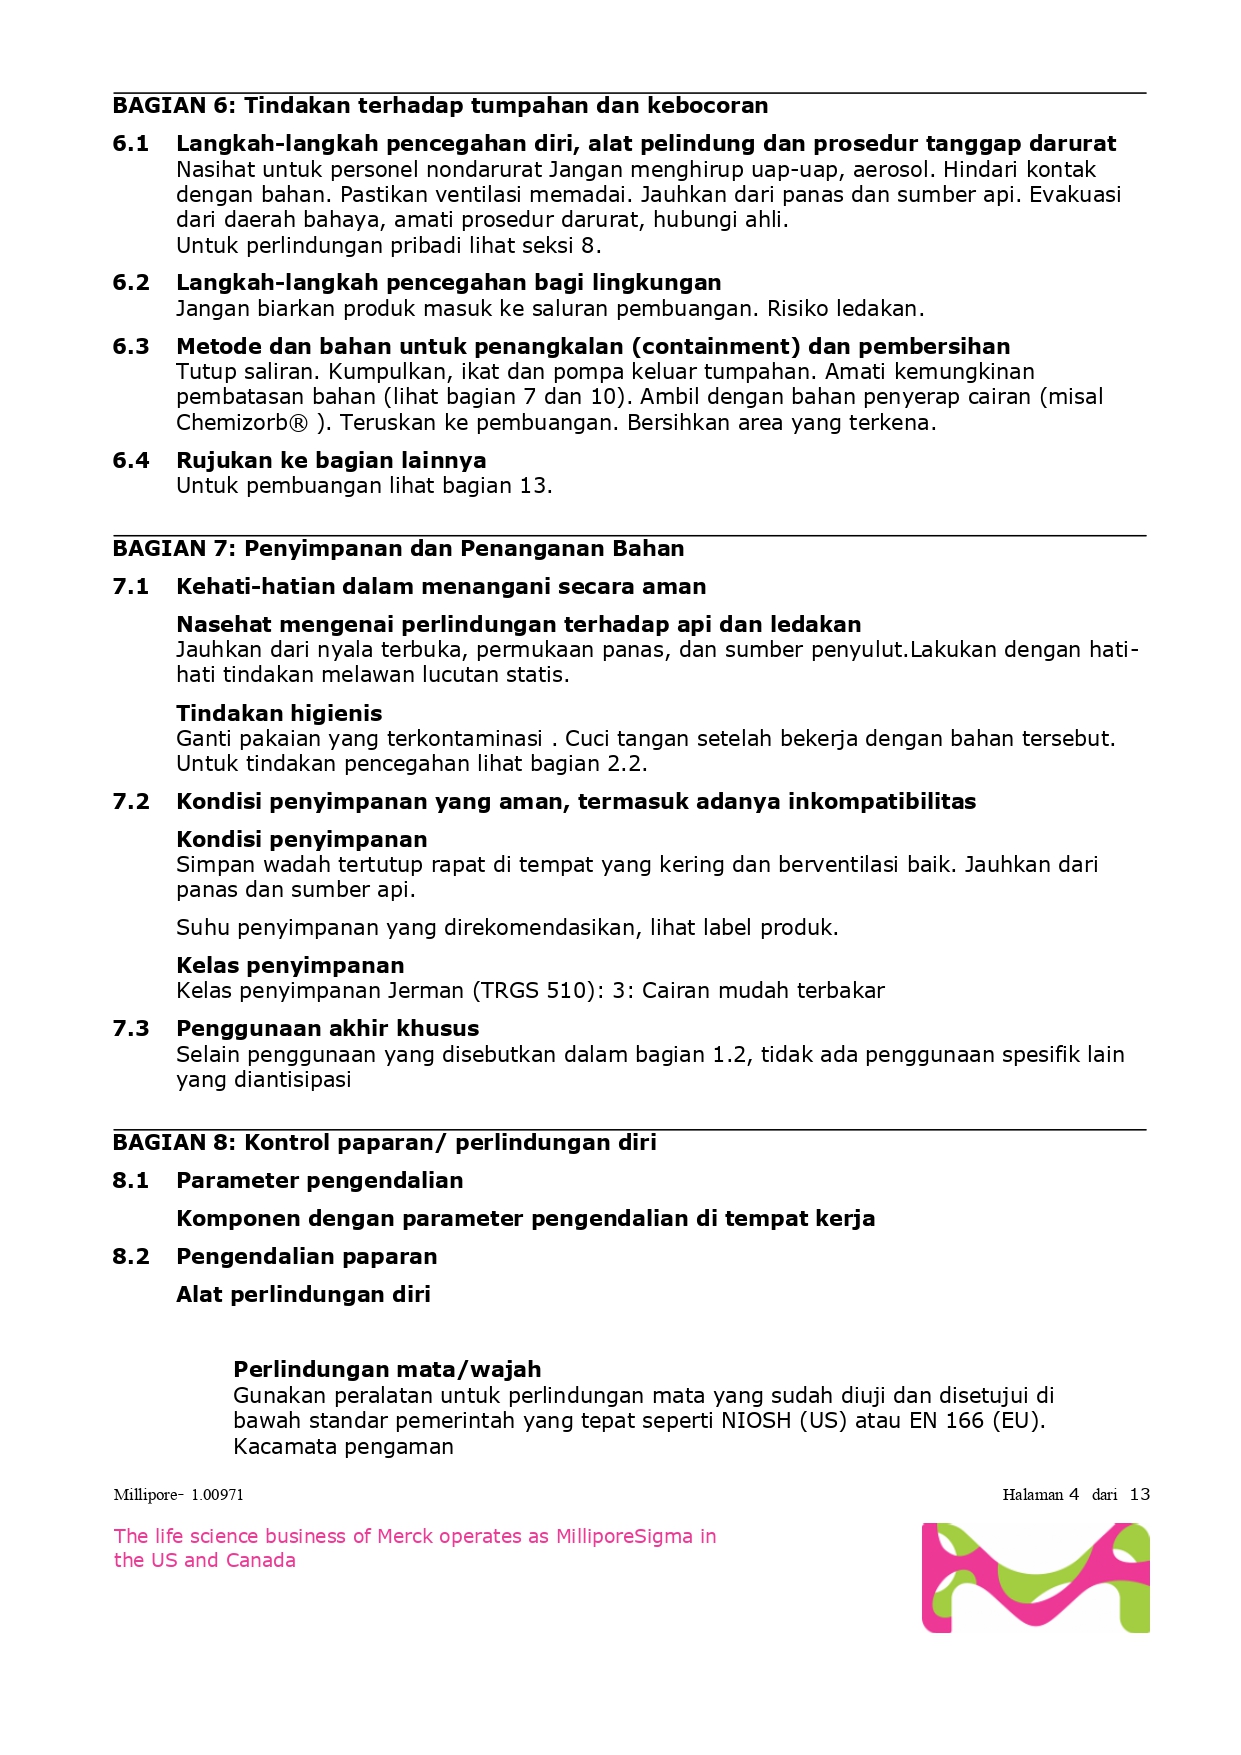 BAGIAN 6: Tindakan terhadap tumpahan dan kebocoran
6.1 Langkah-langkah pencegahan diri, alat pelindung dan prosedur tanggap darurat
Nasihat untuk personel nondarurat Jangan menghirup uap-uap, aerosol. Hindari kontak
dengan bahan. Pastikan ventilasi memadai. Jauhkan dari panas dan sumber api. Evakuasi
dari daerah bahaya, amati prosedur darurat, hubungi ahli.
Untuk perlindungan pribadi lihat seksi 8.
6.2 Langkah-langkah pencegahan bagi lingkungan
Jangan biarkan produk masuk ke saluran pembuangan. Risiko ledakan.
6.3 Metode dan bahan untuk penangkalan (containment) dan pembersihan
Tutup saliran. Kumpulkan, ikat dan pompa keluar tumpahan. Amati kemungkinan
pembatasan bahan (lihat bagian 7 dan 10). Ambil dengan bahan penyerap cairan (misal
Chemizorb® ). Teruskan ke pembuangan. Bersihkan area yang terkena.
6.4 Rujukan ke bagian lainnya
Untuk pembuangan lihat bagian 13.
BAGIAN 7: Penyimpanan dan Penanganan Bahan
7.1 Kehati-hatian dalam menangani secara aman
Nasehat mengenai perlindungan terhadap api dan ledakan
Jauhkan dari nyala terbuka, permukaan panas, dan sumber penyulut.Lakukan dengan hati-
hati tindakan melawan lucutan statis.
Tindakan higienis
Ganti pakaian yang terkontaminasi . Cuci tangan setelah bekerja dengan bahan tersebut.
Untuk tindakan pencegahan lihat bagian 2.2.
7.2 Kondisi penyimpanan yang aman, termasuk adanya inkompatibilitas
Kondisi penyimpanan
Simpan wadah tertutup rapat di tempat yang kering dan berventilasi baik. Jauhkan dari
panas dan sumber api.
Suhu penyimpanan yang direkomendasikan, lihat label produk.
Kelas penyimpanan
Kelas penyimpanan Jerman (TRGS 510): 3: Cairan mudah terbakar
7.3 Penggunaan akhir khusus
Selain penggunaan yang disebutkan dalam bagian 1.2, tidak ada penggunaan spesifik lain
yang diantisipasi
BAGIAN 8: Kontrol paparan/ perlindungan diri
8.1 Parameter pengendalian
Komponen dengan parameter pengendalian di tempat kerja
8.2 Pengendalian paparan
Alat perlindungan diri
Perlindungan mata/wajah
Gunakan peralatan untuk perlindungan mata yang sudah diuji dan disetujui di
bawah standar pemerintah yang tepat seperti NIOSH (US) atau EN 166 (EU).
Kacamata pengaman
Millipore- 1.00971 Halaman 4 dari 13
The life science business of Merck operates as MilliporeSigma in
the US and Canada